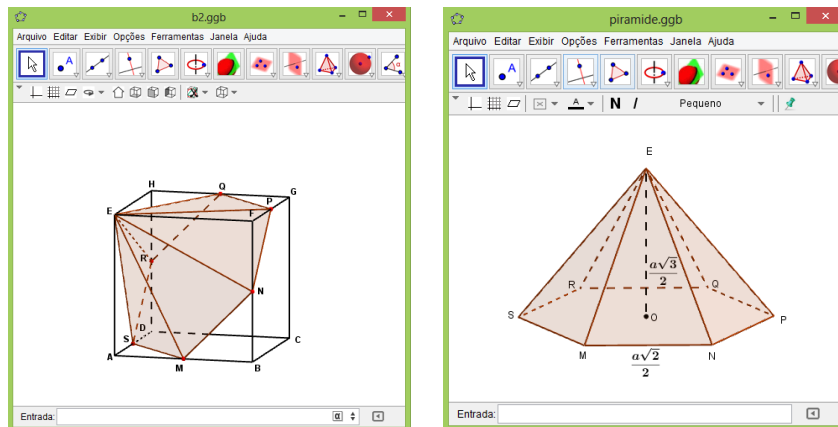 b2.ggb
Arquivo Editar Exibir Opções Ferramentas Janela Ajuda
A
H
Q
G
E
F
P
R
N
S
D
C
A
M
B
Entrada:
α
piramide.ggb
Arquivo Editar Exibir Opções Ferramentas Janela Ajuda
A
A N I Pequeno
E
a√3/2
R
Q
S
O
P
M
N
a√2/2
Entrada: